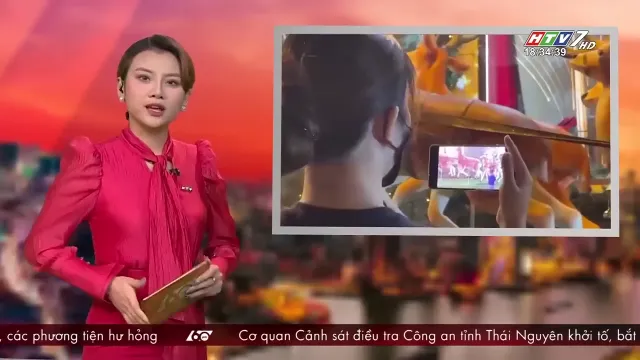 HTV7 HD
18:34:39
, các phương tiện hư hỏng 60 Cơ quan Cảnh sát điều tra Công an tỉnh Thái Nguyên khởi tố, bắt